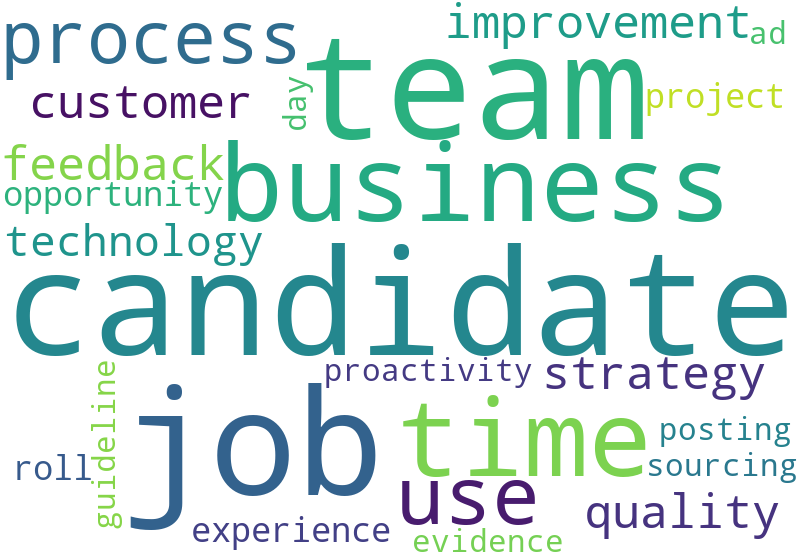 process
improvement
ad
team
customer
day
project
feedback
business
opportunity
technology
candidate
proactivity
strategy
guideline
job
time
posting
roll
sourcing
use
quality
experience
evidence